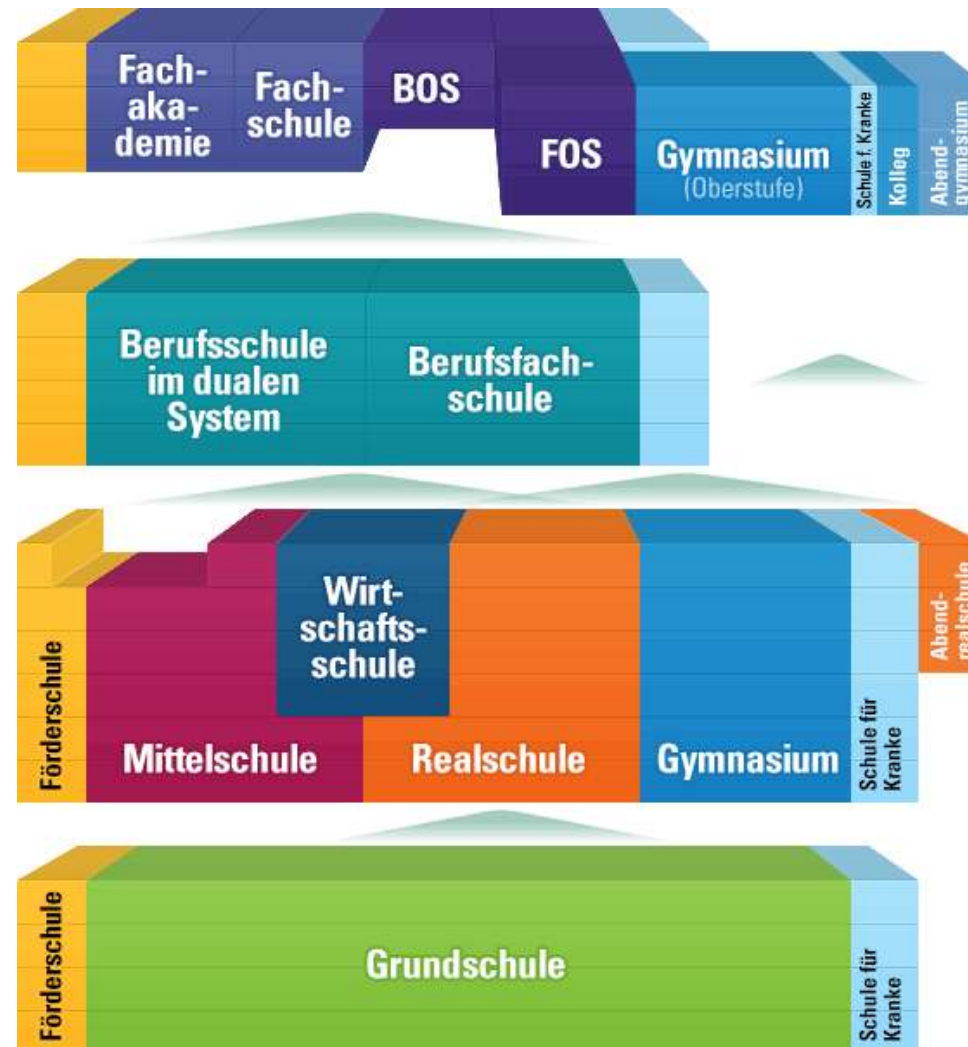 Fach-
aka-
demie
Fach-
schule
BOS
FOS
Gymnasium
(Oberstufe)
Schule f. Kranke
Kolleg
Abend-
gymnasium
Berufsschule
im dualen
System
Berufsfach-
schule
Förderschule
Mittelschule
Wirt-
schafts-
schule
Realschule
Gymnasium
Schule für
Kranke
Abend-
realschule
Förderschule
Grundschule
Schule für
Kranke